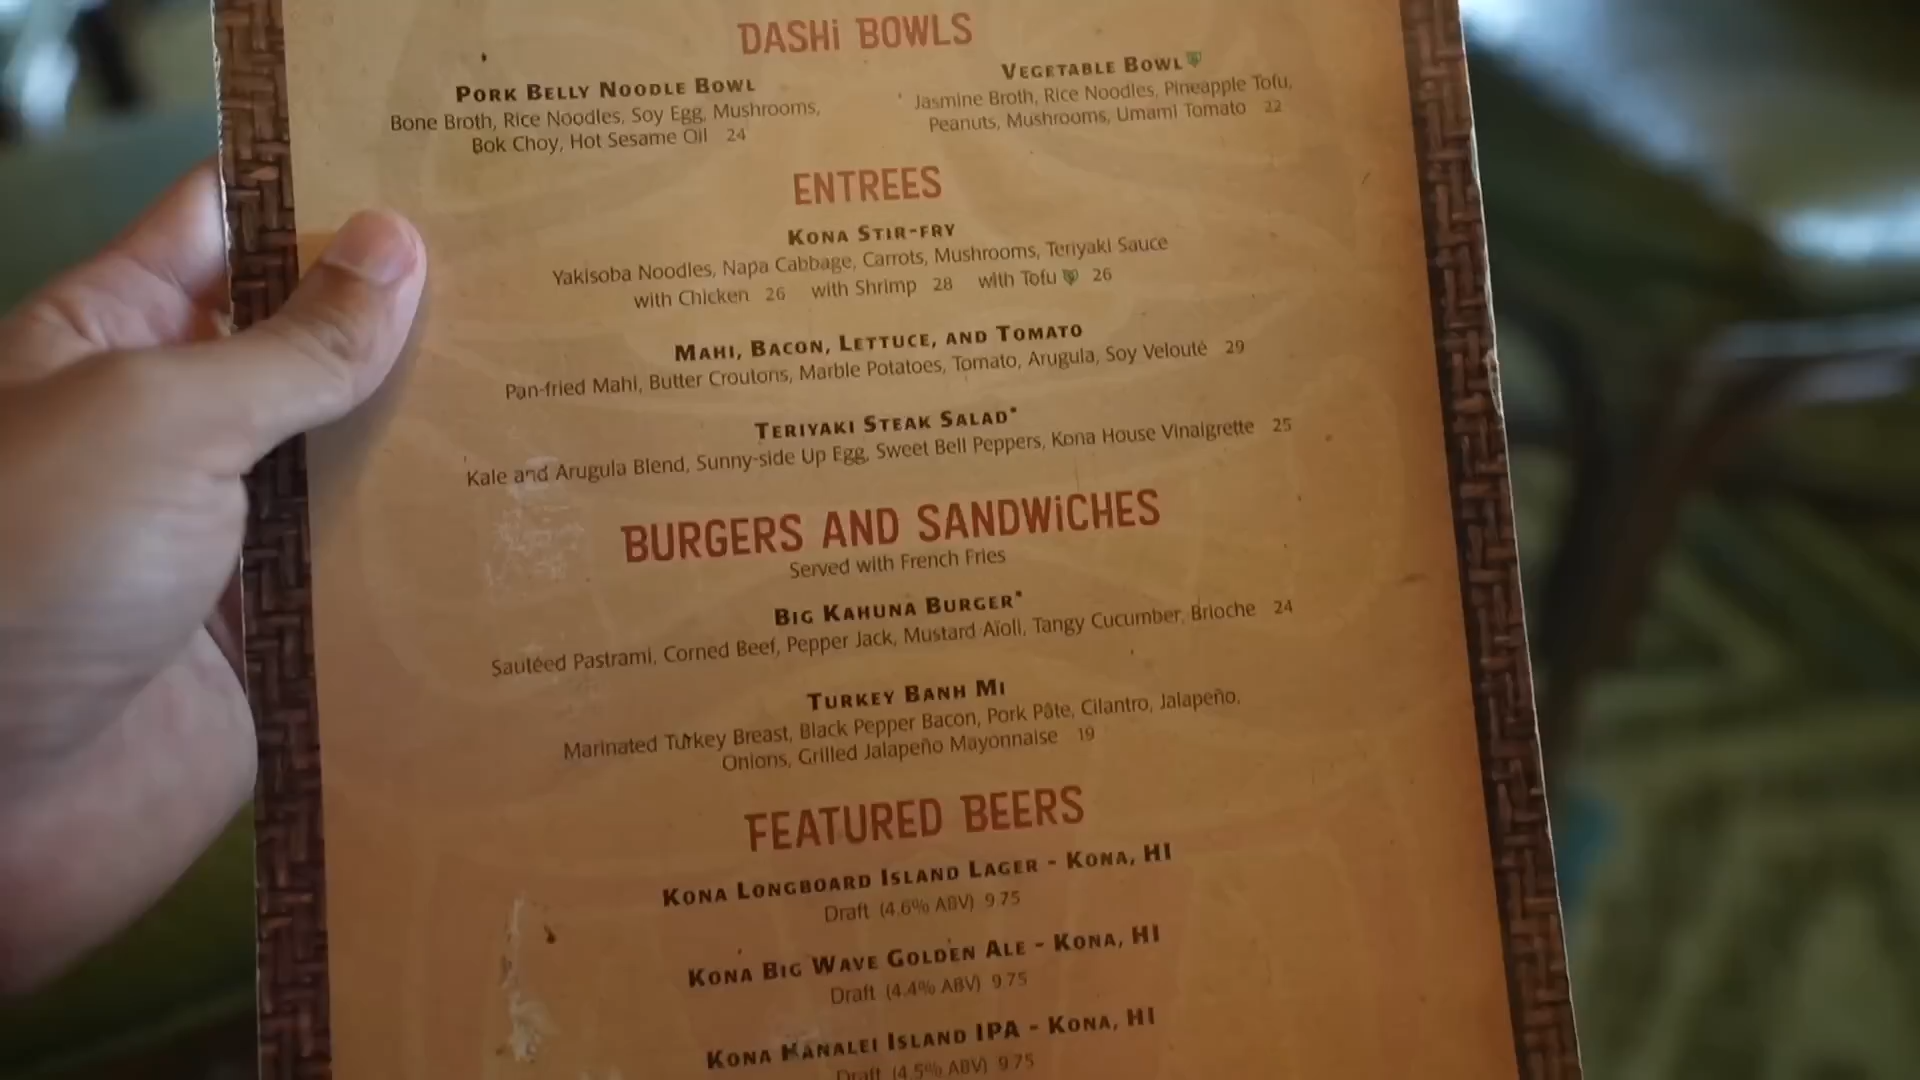 DASHi BOWLS
PORK BELLY NOODLE BOWL
Bone Broth, Rice Noodles, Soy Egg, Mushrooms,
Bok Choy, Hot Sesame Oil 24
VEGETABLE BOWL
Jasmine Broth, Rice Noodles, Pineapple Tofu,
Peanuts, Mushrooms, Umami Tomato 22
ENTREES
KONA STIR-FRY
Yakisoba Noodles, Napa Cabbage, Carrots, Mushrooms, Teriyaki Sauce
with Chicken 26 with Shrimp 28 with Tofu 26
MAHI, BACON, LETTUCE, AND TOMATO
Pan-fried Mahi, Butter Croutons, Marble Potatoes, Tomato, Arugula, Soy Velouté 29
TERIYAKI STEAK SALAD*
Kale and Arugula Blend, Sunny-side Up Egg, Sweet Bell Peppers, Kona House Vinaigrette 25
BURGERS AND SANDWiCHES
Served with French Fries
BIG KAHUNA BURGER*
Sautéed Pastrami, Corned Beef, Pepper Jack, Mustard Aïoli, Tangy Cucumber, Brioche 24
TURKEY BANH MI
Marinated Turkey Breast, Black Pepper Bacon, Pork Pâte, Cilantro, Jalapeño,
Onions, Grilled Jalapeño Mayonnaise 19
FEATURED BEERS
KONA LONGBOARD ISLAND LAGER - KONA, HI
Draft (4.6% ABV) 9.75
KONA BIG WAVE GOLDEN ALE - KONA, HI
Draft (4.4% ABV) 9.75
KONA HANALEI ISLAND IPA - KONA, HI
Draft (4.5% ABV) 9.75